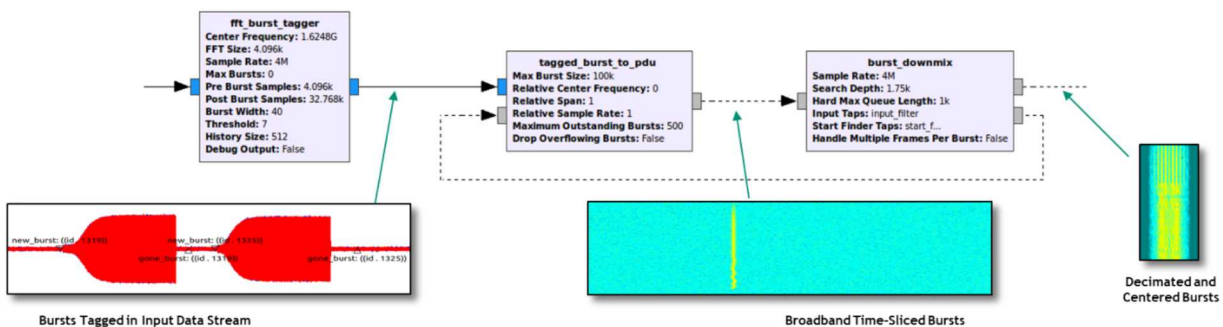 fft_burst_tagger
Center Frequency: 1.6248G
FFT Size: 4.096k
Sample Rate: 4M
Max Bursts: 0
Pre Burst Samples: 4.096k
Post Burst Samples: 32.768k
Burst Width: 40
Threshold: 7
History Size: 512
Debug Output: False
tagged_burst_to_pdu
Max Burst Size: 100k
Relative Center Frequency: 0
Relative Span: 1
Relative Sample Rate: 1
Maximum Outstanding Bursts: 500
Drop Overflowing Bursts: False
burst_downmix
Sample Rate: 4M
Search Depth: 1.75k
Hard Max Queue Length: 1k
Input Taps: input_filter
Start Finder Taps: start_f...
Handle Multiple Frames Per Burst: False
new_burst: ((id . 1319))
new_burst: ((id . 1325))
gone_burst: ((id . 1319))
gone_burst: ((id . 1325))
Bursts Tagged in Input Data Stream
Broadband Time-Sliced Bursts
Decimated and
Centered Bursts